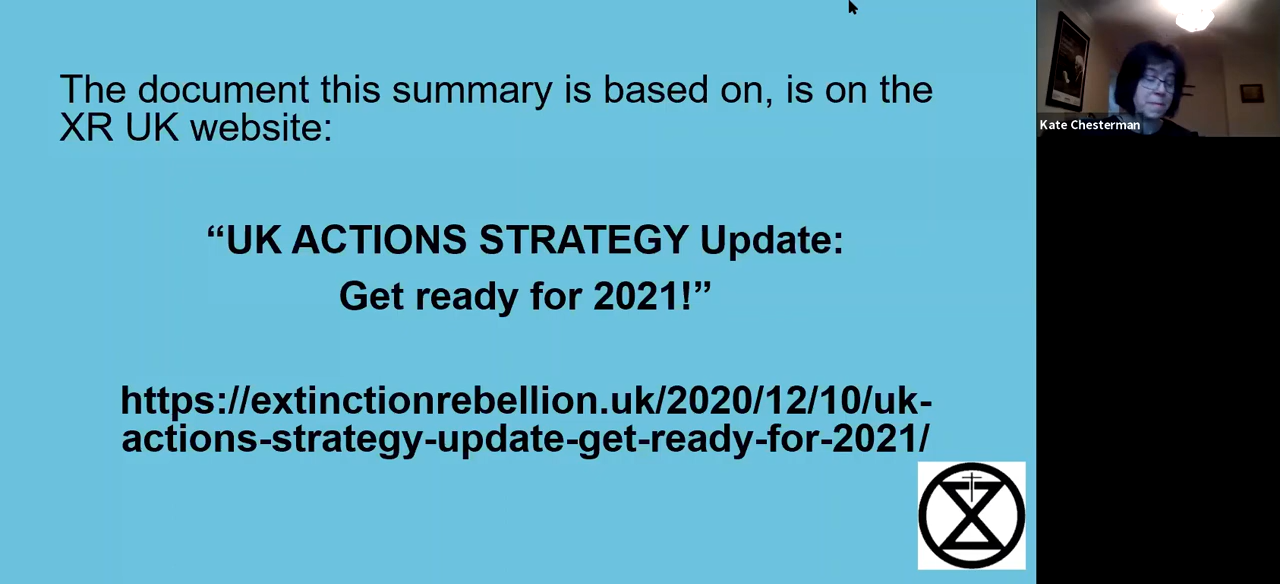 The document this summary is based on, is on the
XR UK website:
“UK ACTIONS STRATEGY Update:
Get ready for 2021!”
https://extinctionrebellion.uk/2020/12/10/uk-
actions-strategy-update-get-ready-for-2021/
Kate Chesterman